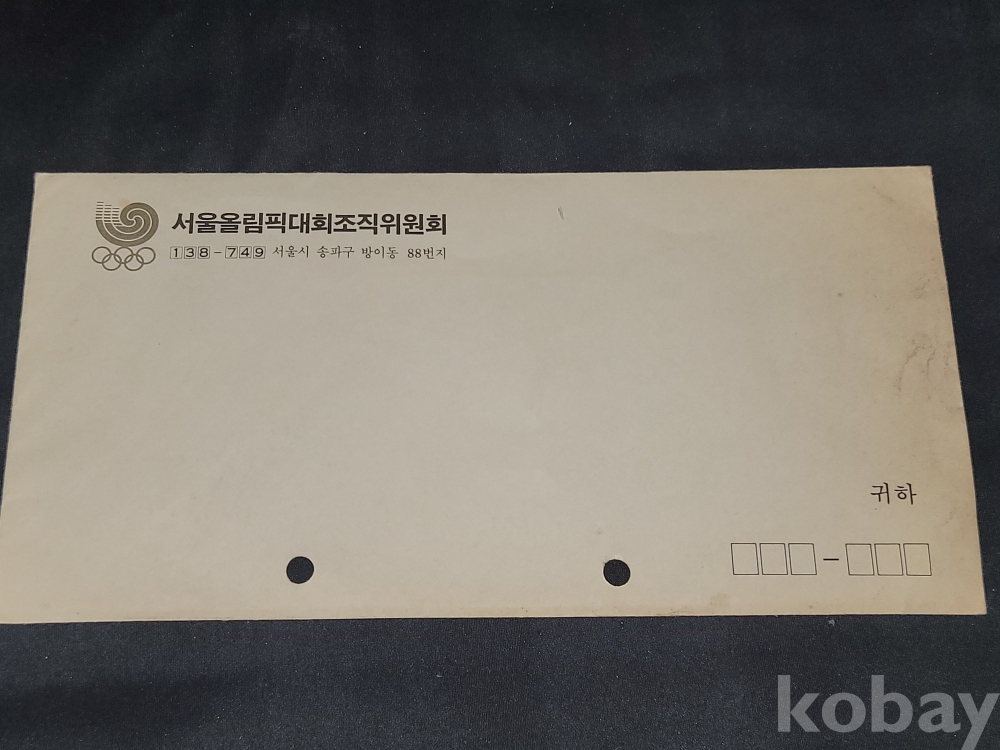 서울올림픽대회조직위원회
138-749 서울시 송파구 방이동 88번지
귀하
kobay